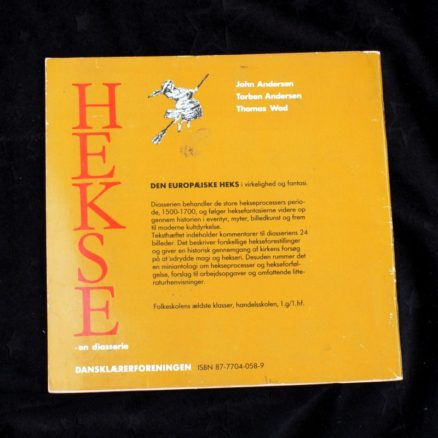 HEKSE
- en diasserie
John Andersen
Torben Andersen
Thomas Wad
DEN EUROPÆISKE HEKS i virkelighed og fantasi.
Diasserien behandler de store hekseprocessers perio-
de, 1500-1700, og følger heksefantasierne videre op
gennem historien i eventyr, myter, billedkunst og frem
til moderne kultdyrkelse.
Teksthæftet indeholder kommentarer til diasseriens 24
billeder. Det beskriver forskellige hekseforestillinger
og giver en historisk gennemgang af kirkens forsøg
på at udrydde magi og hekseri. Desuden rummer det
en miniantologi om hekseprocesser og hekseforføl-
gelse, forslag til arbejdsopgaver og omfattende litte-
raturhenvisninger.
Folkeskolens ældste klasser, handelsskolen, 1.g/1.hf.
DANSKLÆRERFORENINGEN ISBN 87-7704-058-9